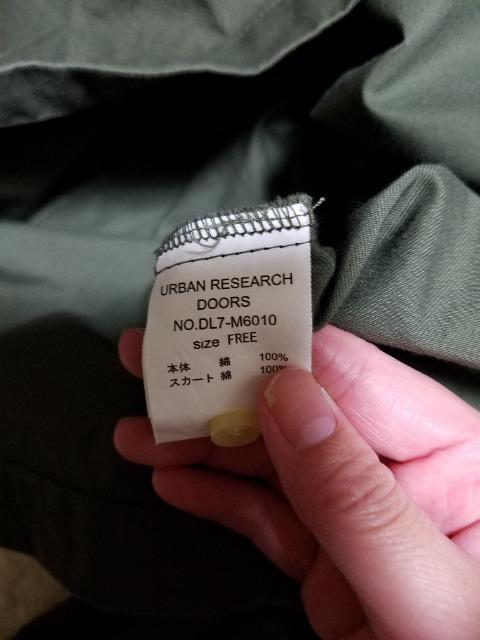 URBAN RESEARCH
DOORS
NO.DL7-M6010
size FREE
本体 綿 100%
スカート 綿 100%